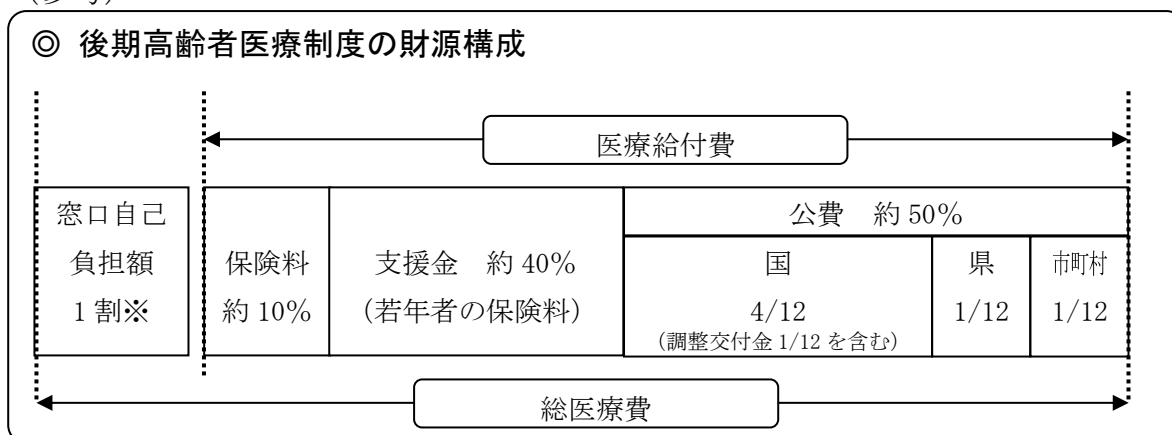 (参考)
◎ 後期高齢者医療制度の財源構成
医療給付費
窓口自己
負担額
1割※
保険料
約10%
支援金 約40%
(若年者の保険料)
公費 約50%
国
4/12
(調整交付金1/12を含む)
県
1/12
市町村
1/12
総医療費